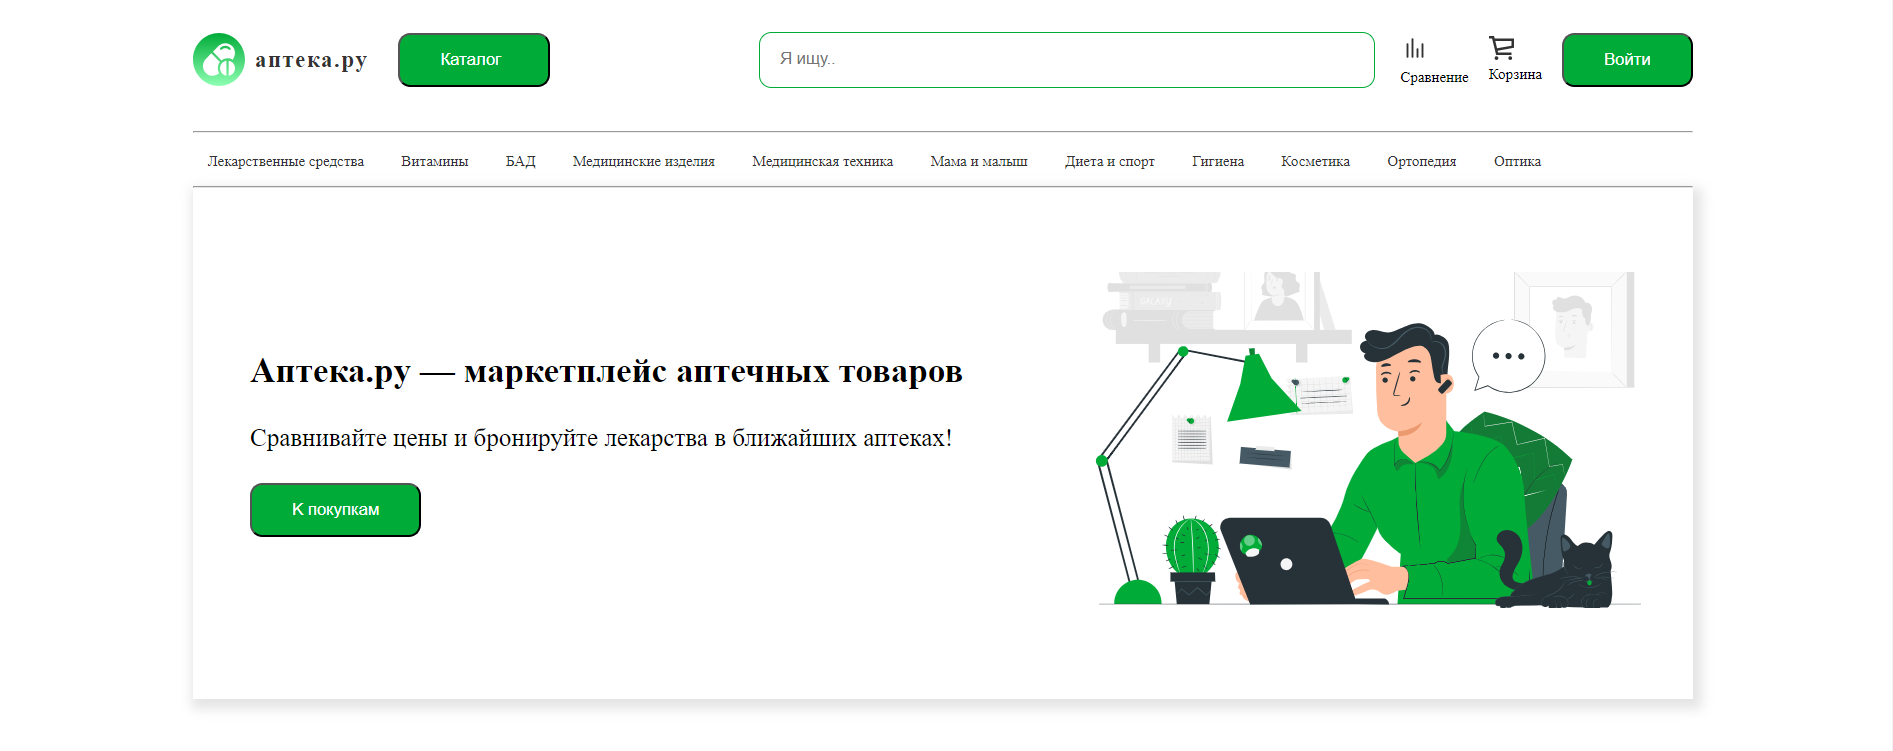 аптека.ру
Каталог
Я ищу..
Сравнение
Корзина
Войти
Лекарственные средства Витамины БАД Медицинские изделия Медицинская техника Мама и малыш Диета и спорт Гигиена Косметика Ортопедия Оптика
Аптека.ру — маркетплейс аптечных товаров
Сравнивайте цены и бронируйте лекарства в ближайших аптеках!
К покупкам